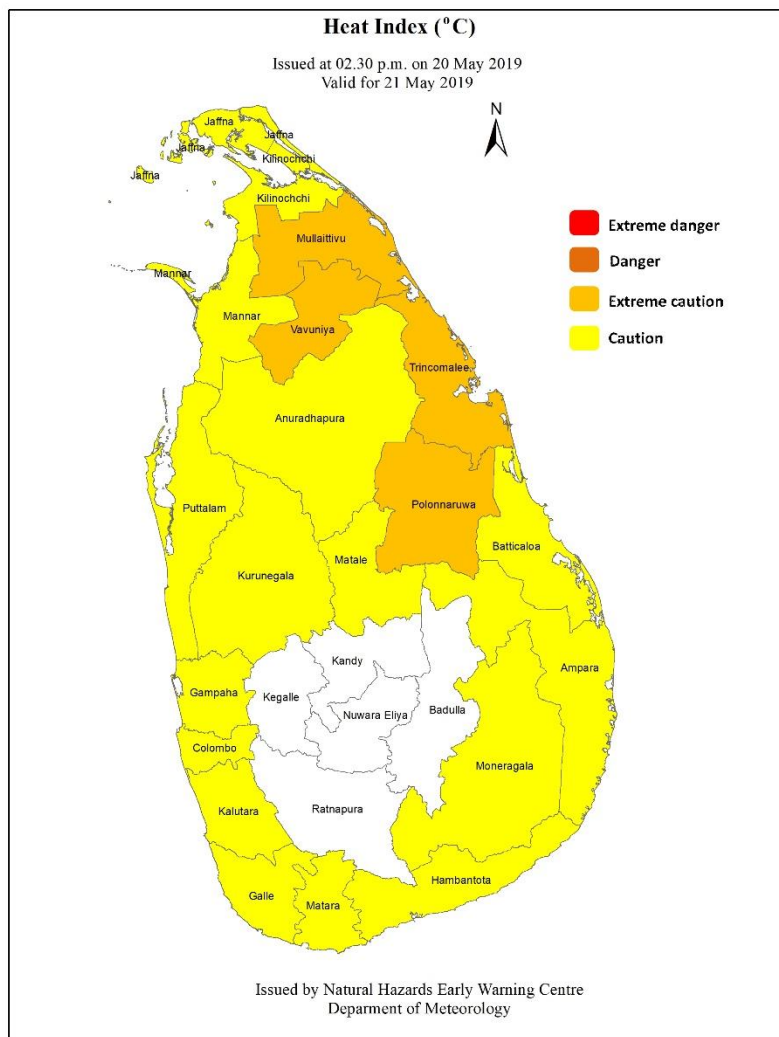 Heat Index (°C)
Issued at 02.30 p.m. on 20 May 2019
Valid for 21 May 2019
N
Jaffna
Jaffna
Jaffna
Jaffna
Kilinochchi
Kilinochchi
Mullaittivu
Mannar
Mannar
Vavuniya
Trincomalee
Anuradhapura
Puttalam
Polonnaruwa
Batticaloa
Matale
Kurunegala
Kandy
Ampara
Gampaha
Kegalle
Nuwara Eliya
Badulla
Colombo
Moneragala
Kalutara
Ratnapura
Hambantota
Galle
Matara
Extreme danger
Danger
Extreme caution
Caution
Issued by Natural Hazards Early Warning Centre
Deparment of Meteorology